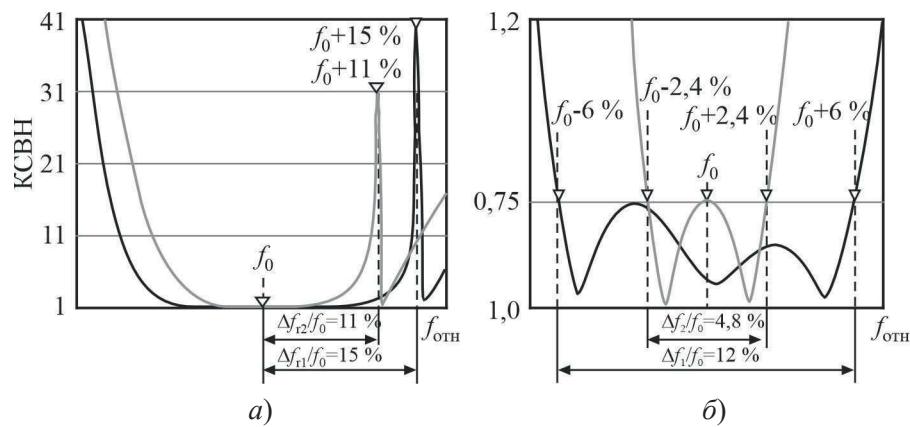 41
31
21
11
1
КСВН
f₀+15 %
f₀+11 %
f₀
Δfг2/f₀=11 %
Δfг1/f₀=15 %
fотн
а)
1,2
0,75
1,0
f₀-6 %
f₀-2,4 %
f₀+2,4 %
f₀+6 %
f₀
Δf₂/f₀=4,8 %
Δf₁/f₀=12 %
fотн
б)